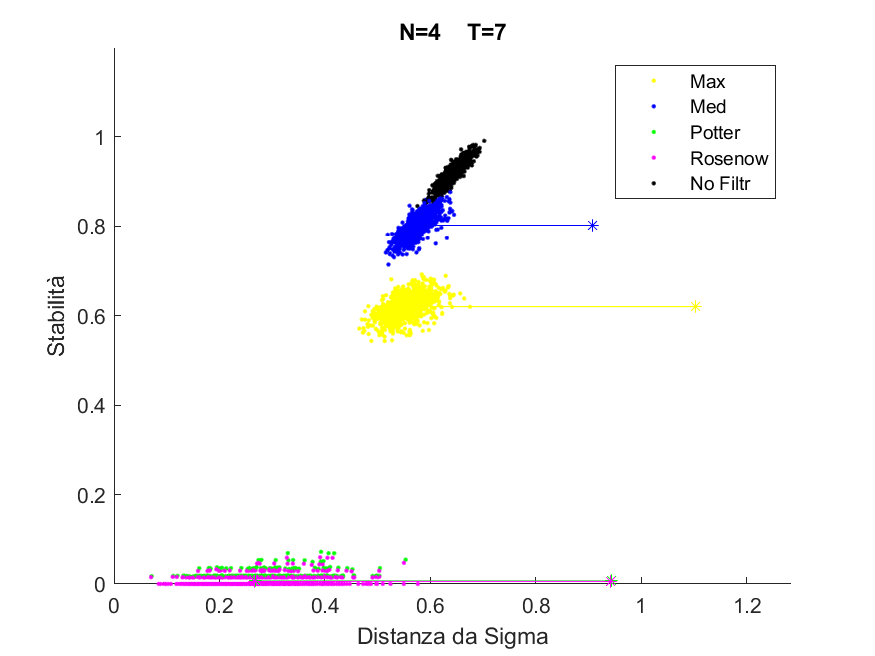 N=4 T=7
Max
Med
Potter
Rosenow
No Filtr
Stabilità
1
0.8
0.6
0.4
0.2
0
0 0.2 0.4 0.6 0.8 1 1.2
Distanza da Sigma